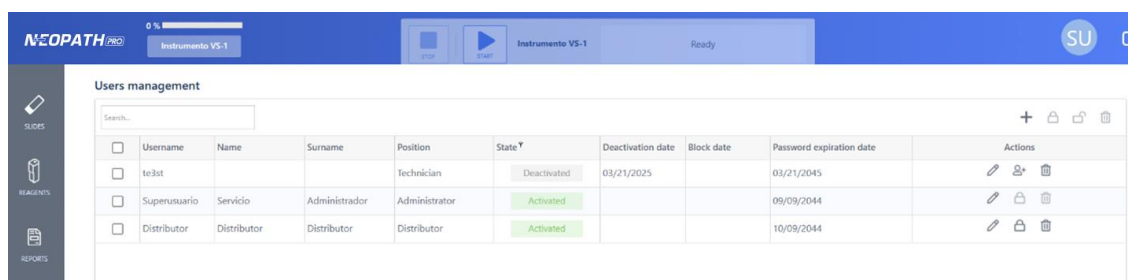 NEOPATH PRO
0 %
Instrumento VS-1
STOP
START
Instrumento VS-1
Ready
SU
SLIDES
REAGENTS
REPORTS
Users management
Search...
Username Name Surname Position State Deactivation date Block date Password expiration date Actions
te3st Technician Deactivated 03/21/2025 03/21/2045
Superusuario Servicio Administrador Administrator Activated 09/09/2044
Distributor Distributor Distributor Distributor Activated 10/09/2044